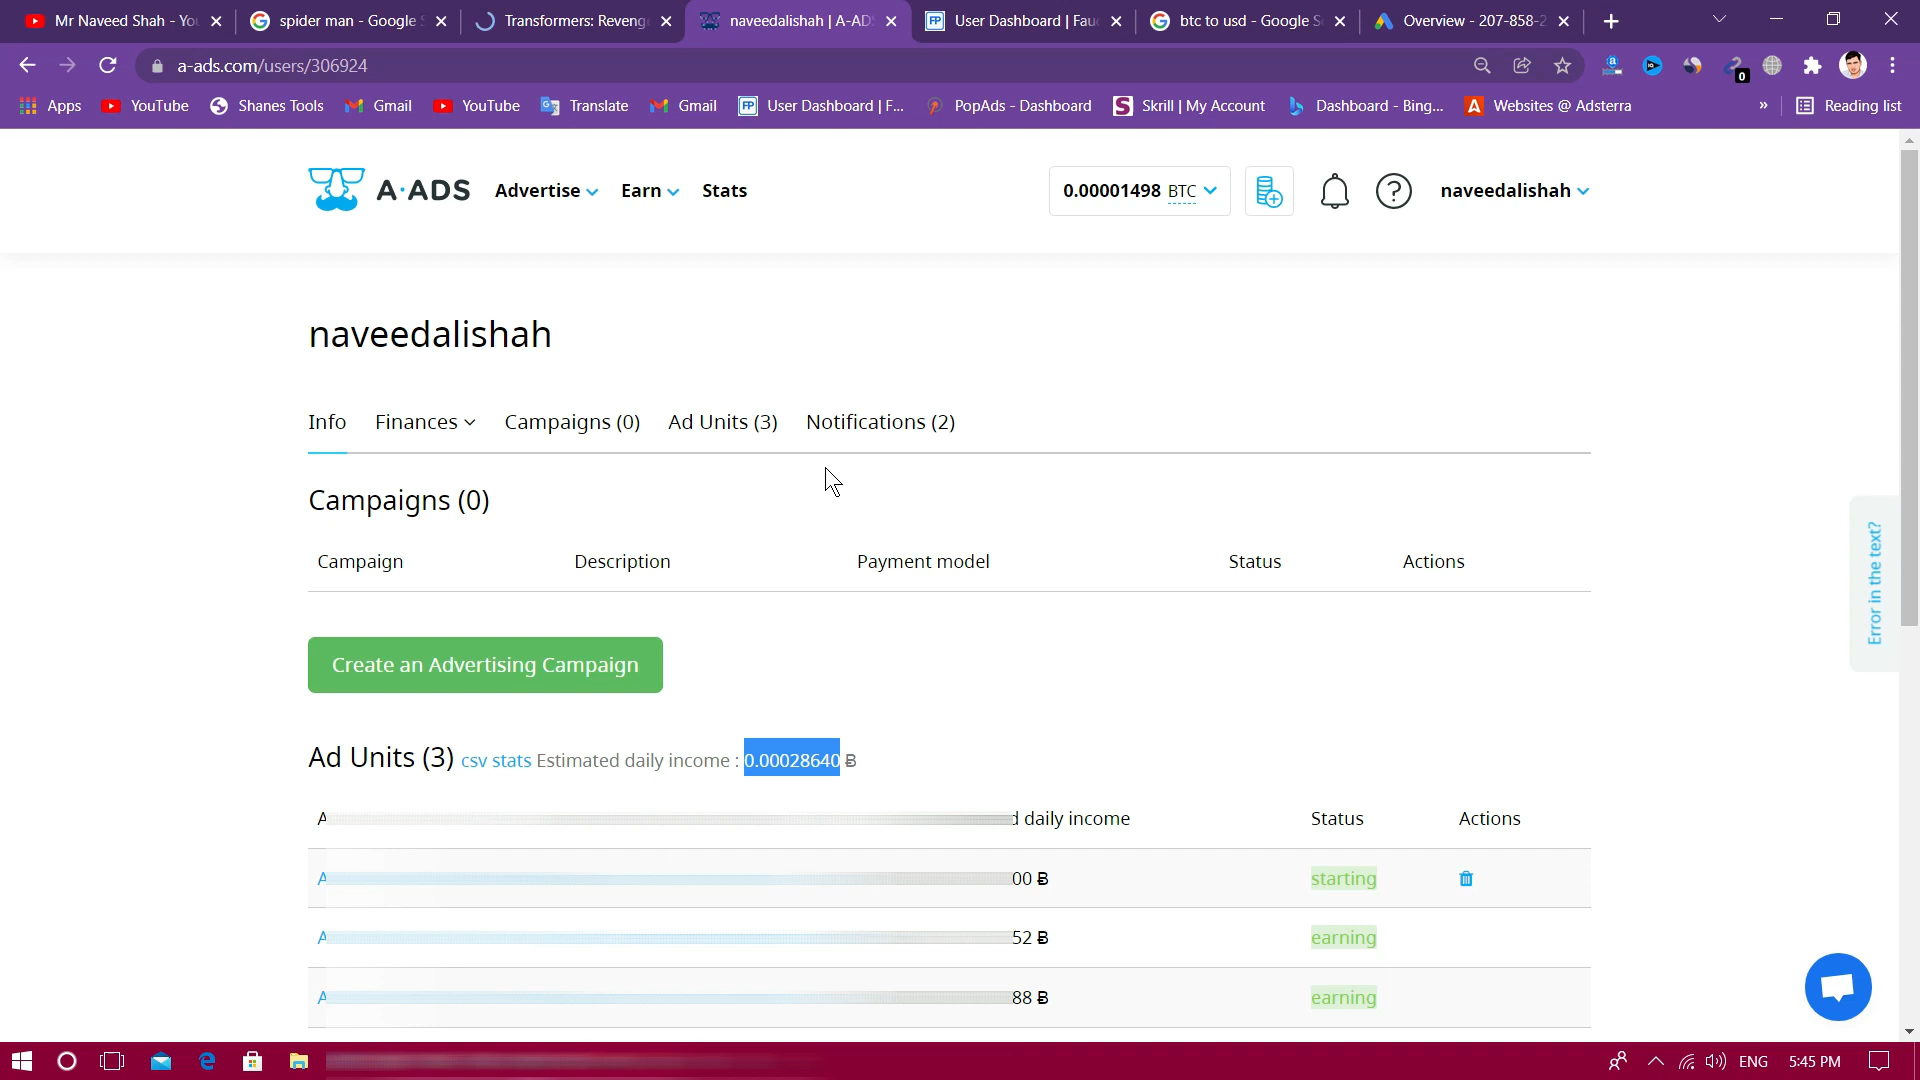 Mr Naveed Shah - You
spider man - Google S
Transformers: Reveng
naveedalishah | A-AD
User Dashboard | Fau
btc to usd - Google S
Overview - 207-858-2
a-ads.com/users/306924
0
Apps
YouTube
Shanes Tools
Gmail
YouTube
Translate
Gmail
User Dashboard | F...
PopAds - Dashboard
Skrill | My Account
Dashboard - Bing...
Websites @ Adsterra
»
Reading list
A-ADS
Advertise
Earn
Stats
0.00001498 BTC
naveedalishah
naveedalishah
Info
Finances
Campaigns (0)
Ad Units (3)
Notifications (2)
Campaigns (0)
Campaign Description Payment model Status Actions
Create an Advertising Campaign
Error in the text?
Ad Units (3) csv stats Estimated daily income : 0.00028640 Ƀ
A d daily income Status Actions
A 00 Ƀ starting
A 52 Ƀ earning
A 88 Ƀ earning
ENG
5:45 PM